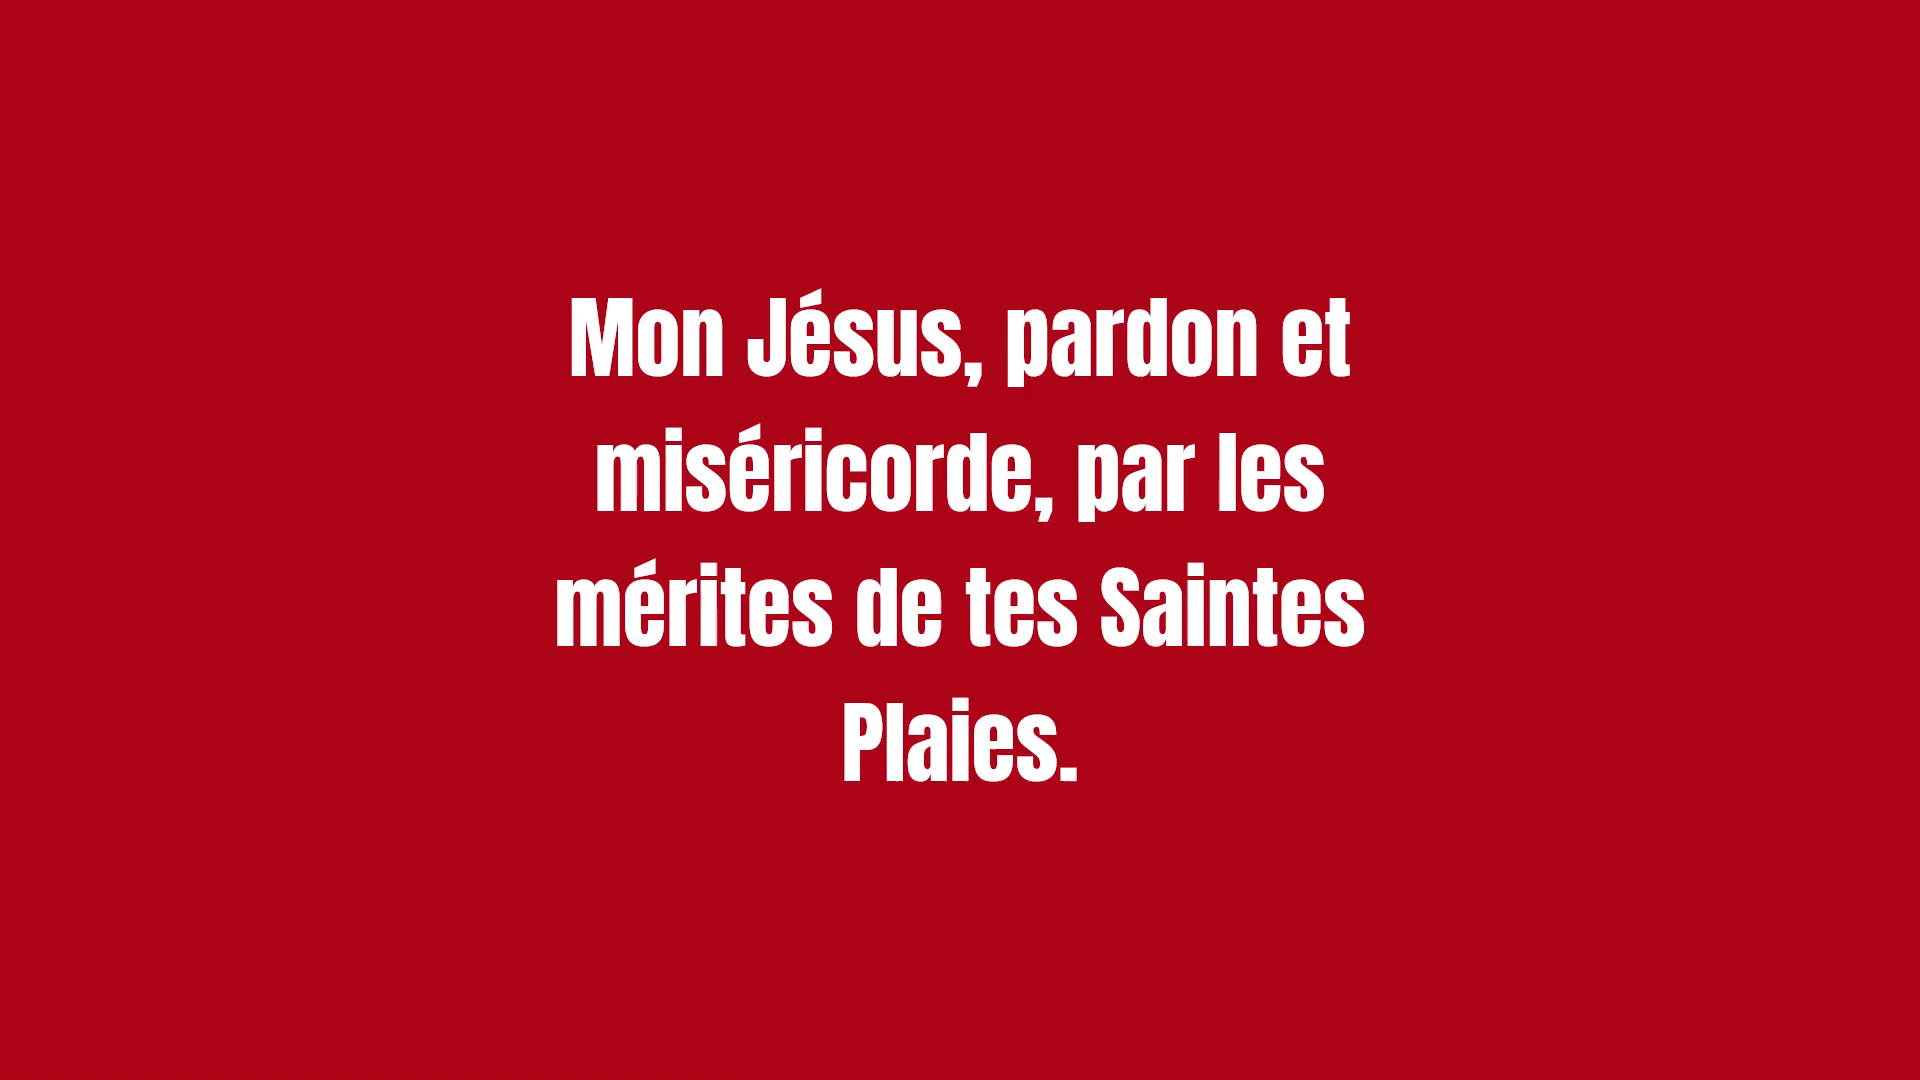 Mon Jésus, pardon et
miséricorde, par les
mérites de tes Saintes
Plaies.